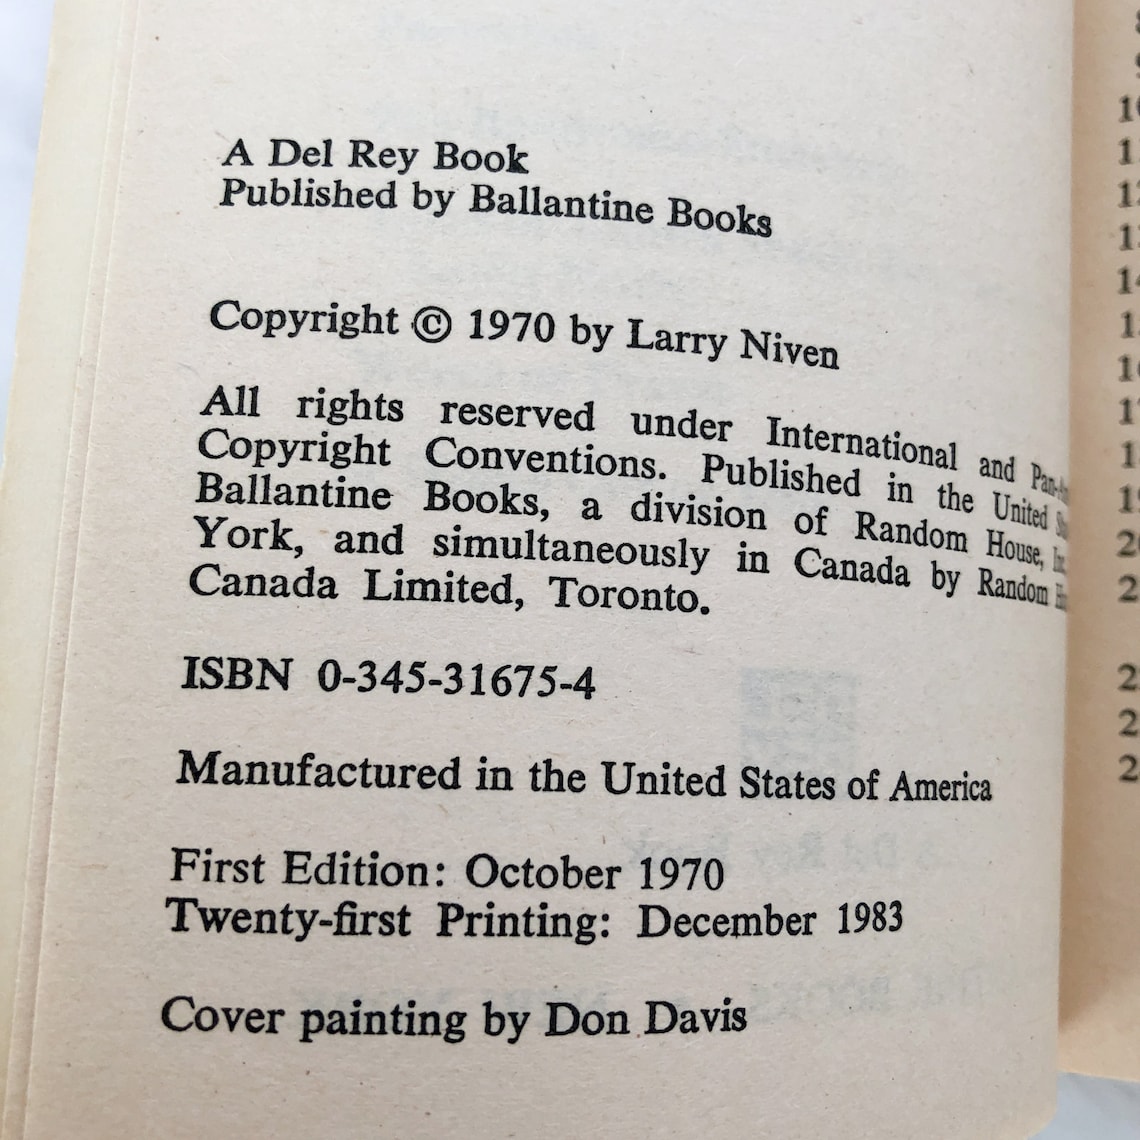 A Del Rey Book
Published by Ballantine Books
Copyright © 1970 by Larry Niven
All rights reserved under International and Pan-
Copyright Conventions. Published in the United
Ballantine Books, a division of Random House,
York, and simultaneously in Canada by Random
Canada Limited, Toronto.
ISBN 0-345-31675-4
Manufactured in the United States of America
First Edition: October 1970
Twenty-first Printing: December 1983
Cover painting by Don Davis